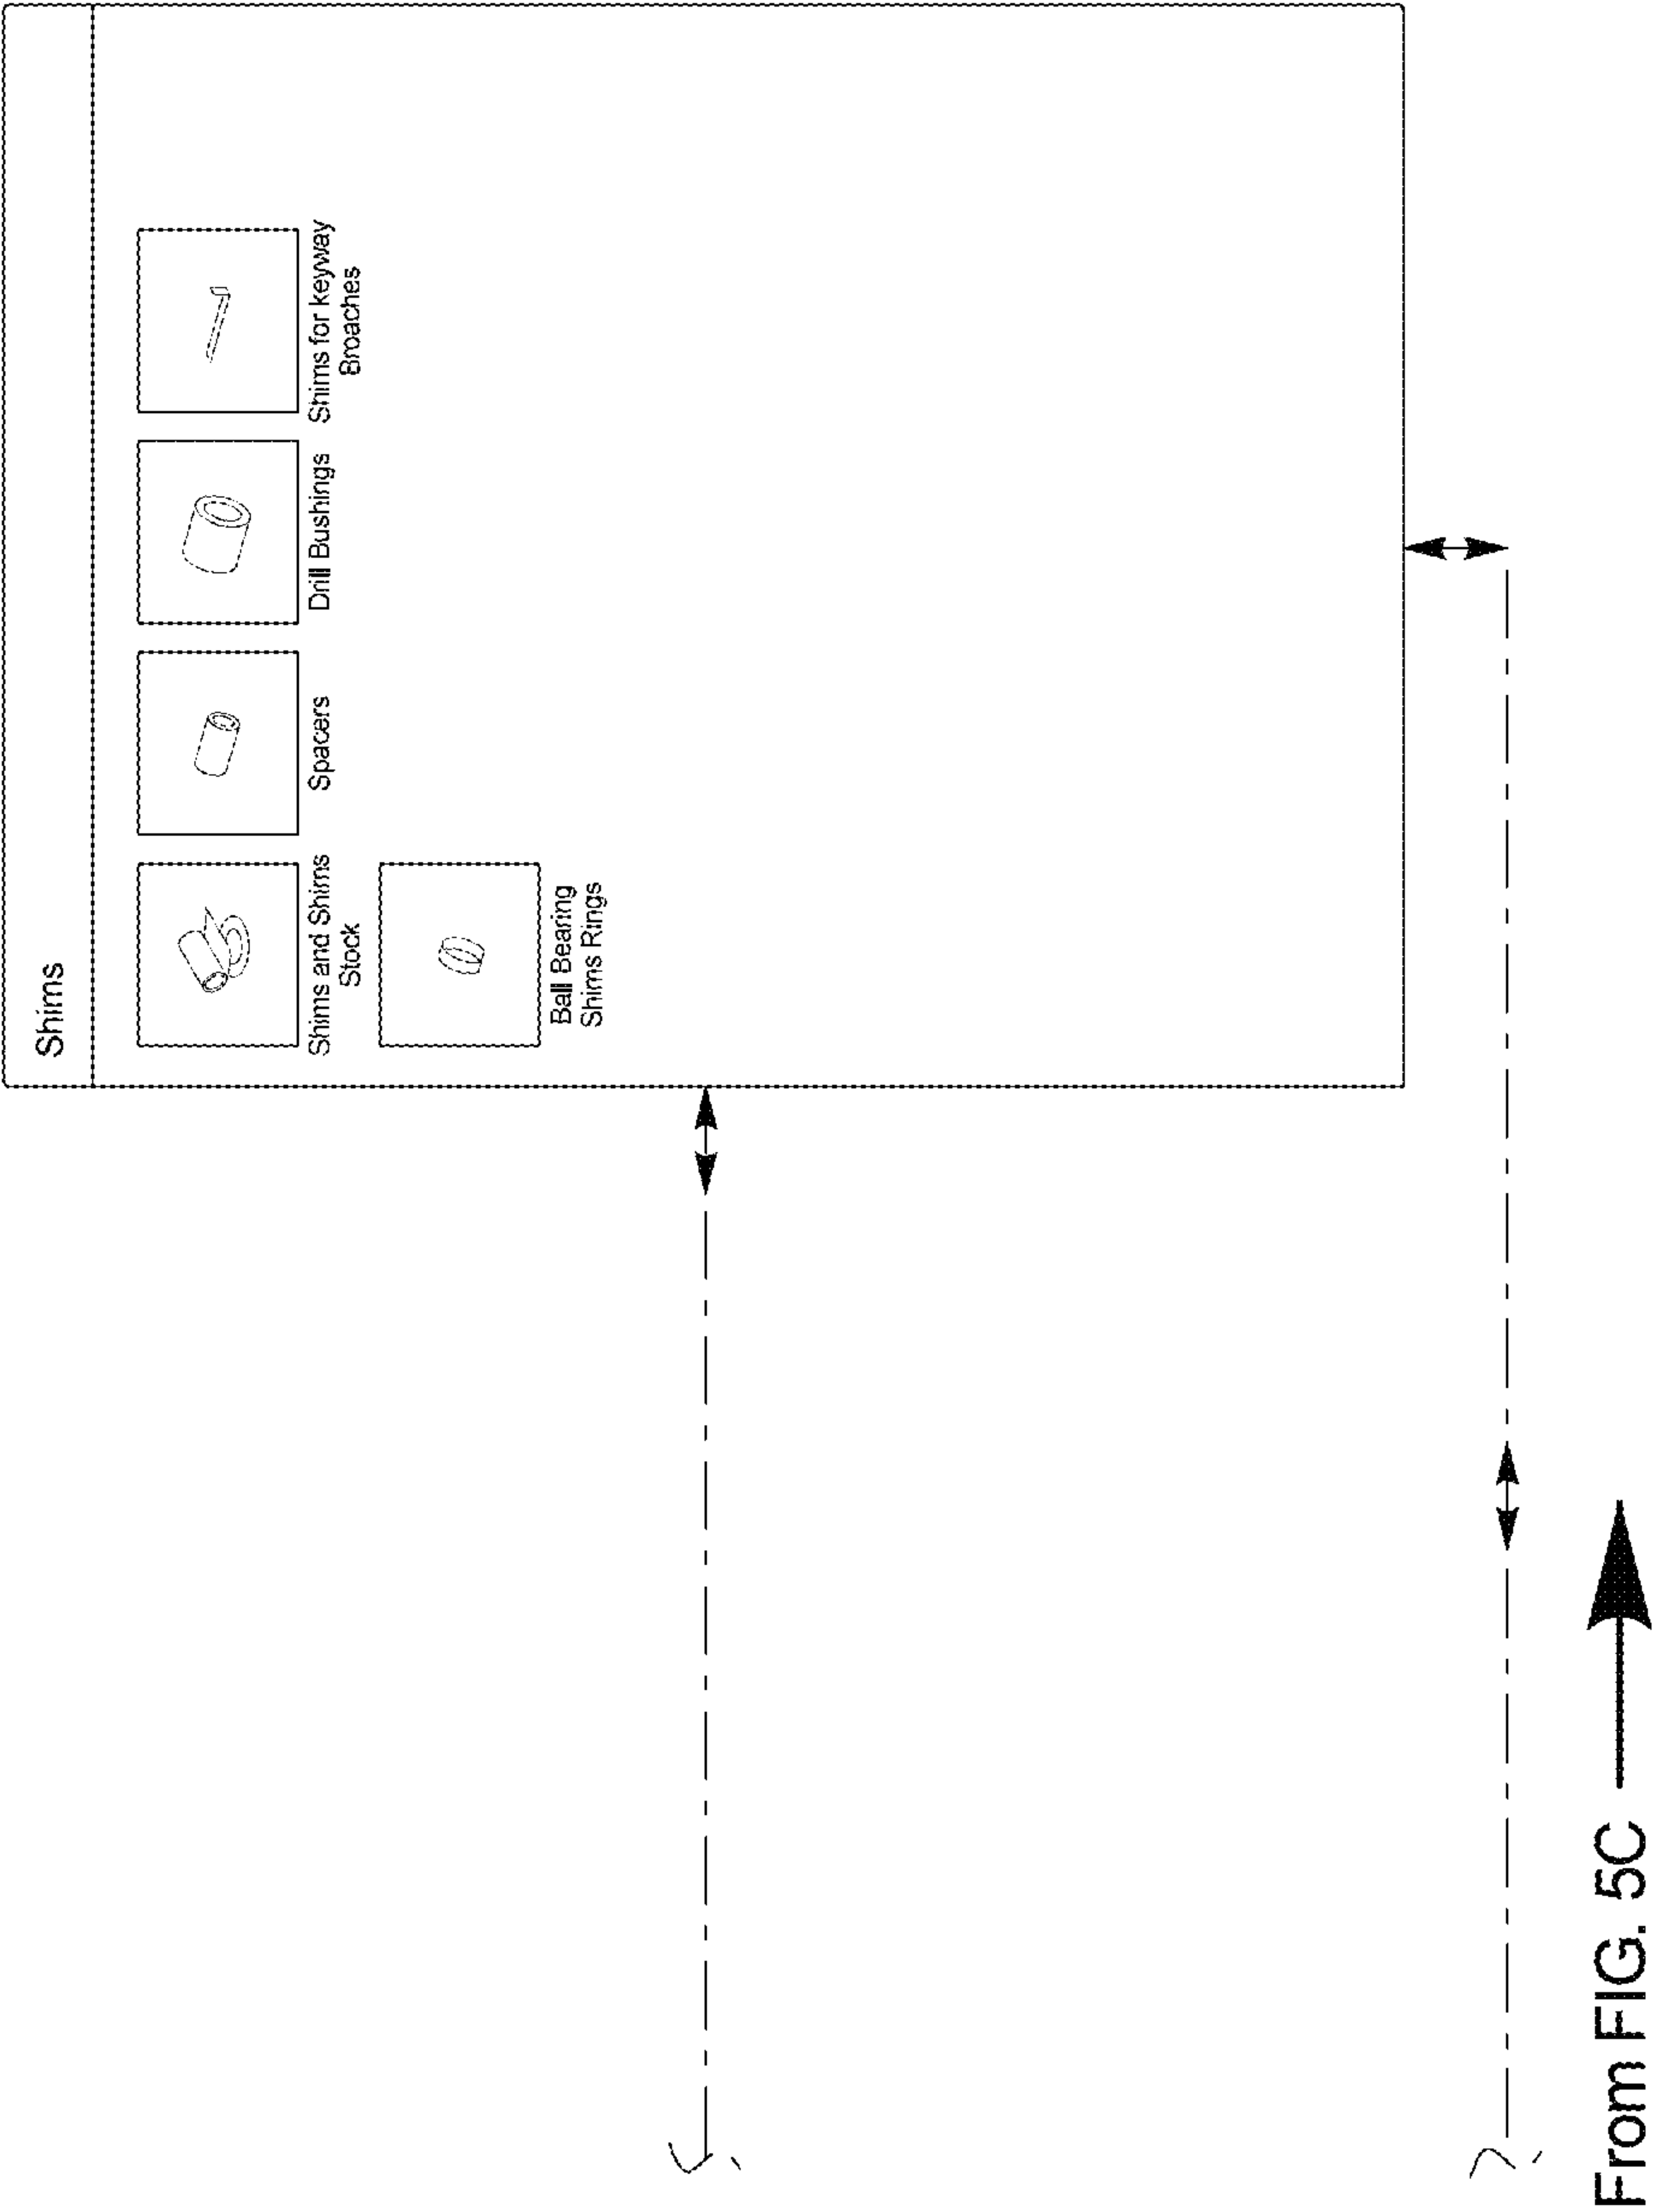 Shims
Shims and Shims
Stock
Spacers
Drill Bushings
Shims for keyway
Broaches
Ball Bearing
Shims Rings
From FIG. 5C